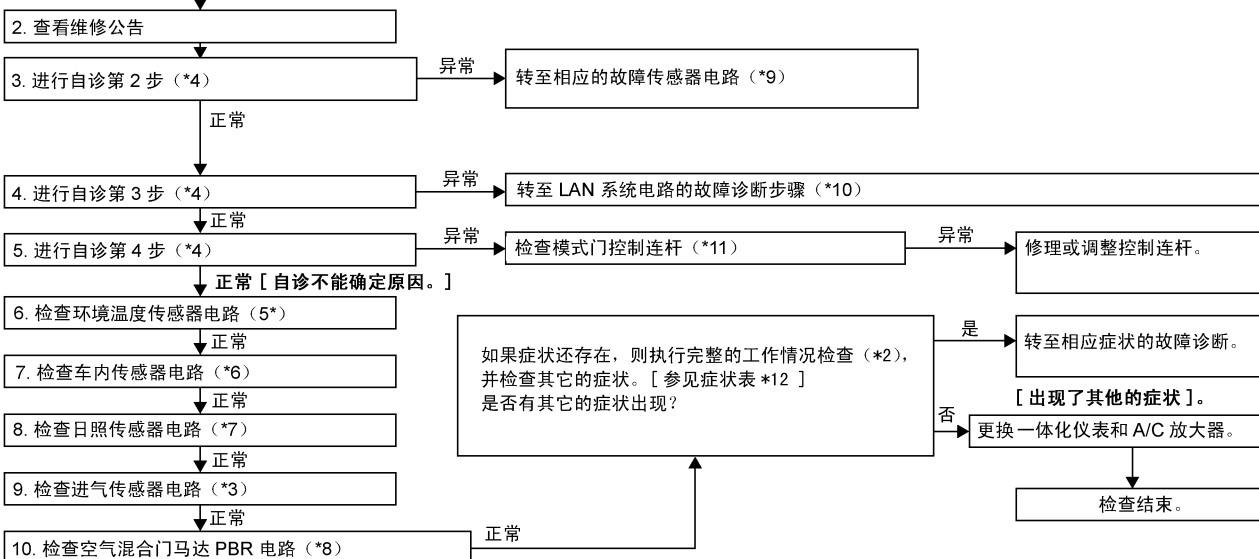 2. 查看维修公告
3. 进行自诊第 2 步（*4）
异常
转至相应的故障传感器电路（*9）
正常
4. 进行自诊第 3 步（*4）
异常
转至 LAN 系统电路的故障诊断步骤（*10）
正常
5. 进行自诊第 4 步（*4）
异常
检查模式门控制连杆（*11）
异常
修理或调整控制连杆。
正常 [ 自诊不能确定原因。]
6. 检查环境温度传感器电路（5*）
正常
7. 检查车内传感器电路（*6）
正常
8. 检查日照传感器电路（*7）
正常
9. 检查进气传感器电路（*3）
正常
10. 检查空气混合门马达 PBR 电路（*8）
正常
如果症状还存在，则执行完整的工作情况检查（*2），
并检查其它的症状。[ 参见症状表 *12 ]
是否有其它的症状出现？
是
转至相应症状的故障诊断。
[ 出现了其他的症状 ]。
否
更换一体化仪表和 A/C 放大器。
检查结束。